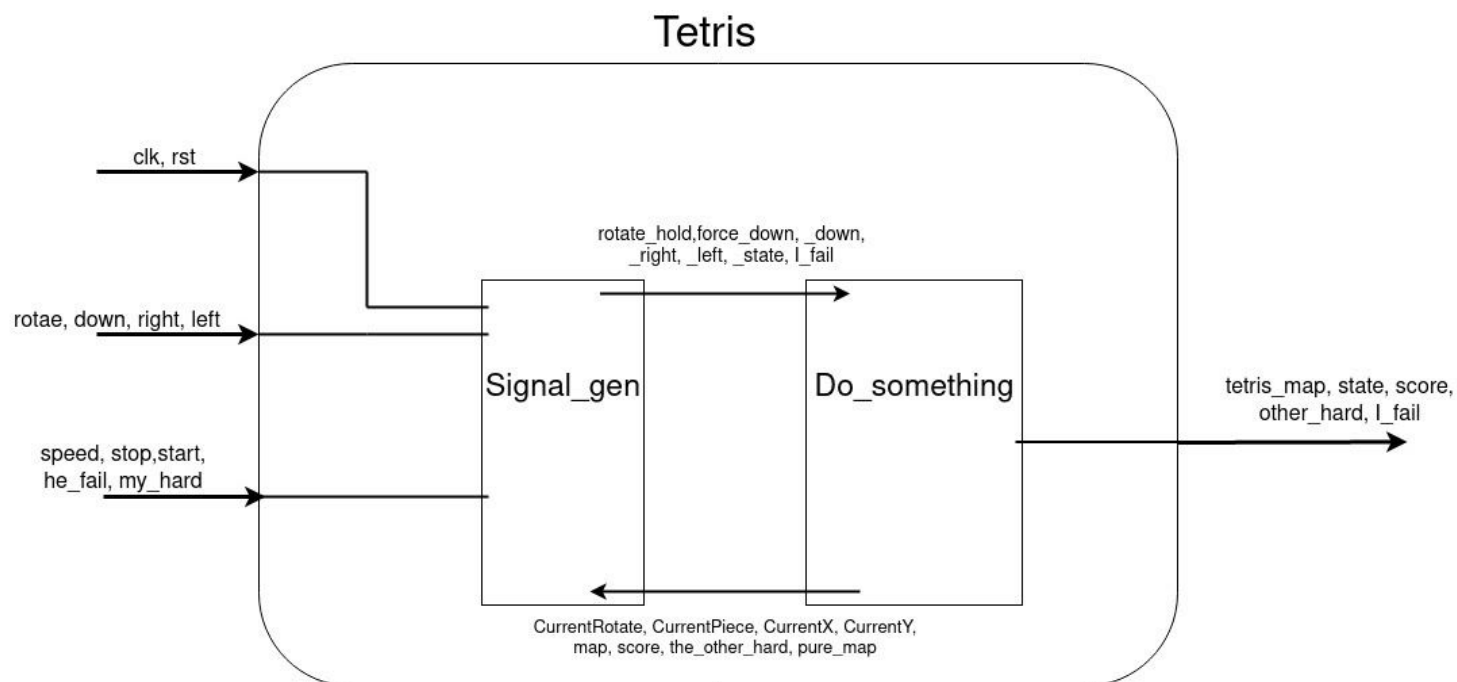 Tetris
clk, rst
rotate_hold,force_down, _down,
_right, _left, _state, I_fail
rotae, down, right, left
Signal_gen
Do_something
tetris_map, state, score,
other_hard, I_fail
speed, stop,start,
he_fail, my_hard
CurrentRotate, CurrentPiece, CurrentX, CurrentY,
map, score, the_other_hard, pure_map